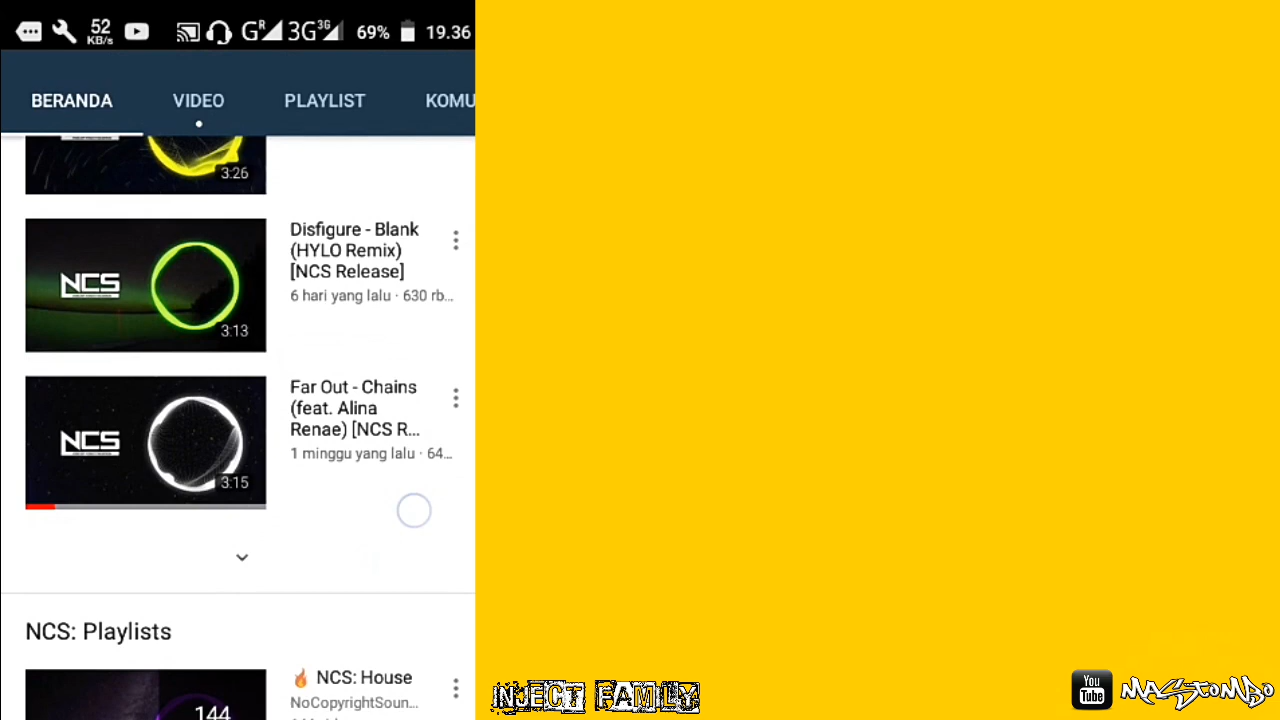 52
KB/s
G R 3G 3G 69% 19.36
BERANDA VIDEO PLAYLIST KOMU
3:26
Disfigure - Blank
(HYLO Remix)
[NCS Release]
6 hari yang lalu · 630 rb...
NCS
3:13
Far Out - Chains
(feat. Alina
Renae) [NCS R...
1 minggu yang lalu · 64...
NCS
3:15
NCS: Playlists
🔥 NCS: House
NoCopyrightSoun...
144
INJECT FAMILY
You
Tube
MASTOMBO